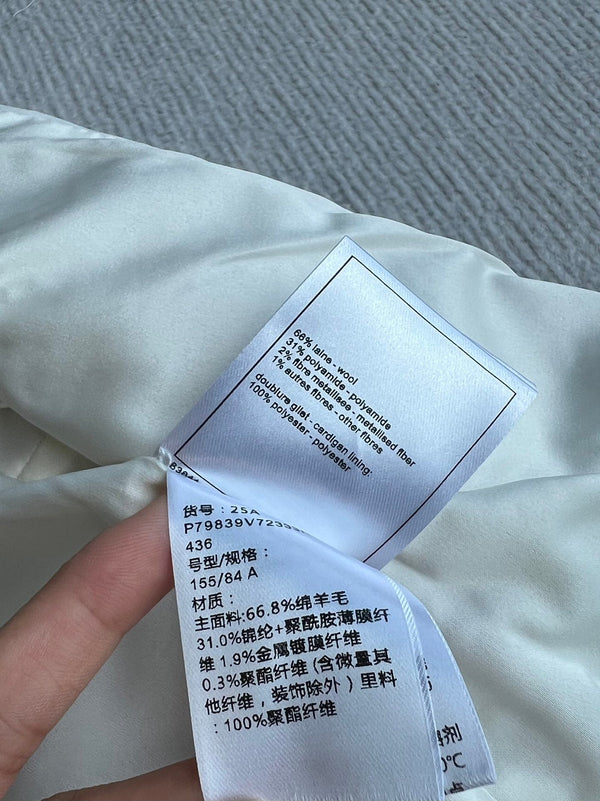 66% laine - wool
31% polyamide - polyamide
2% fibre metallisee - metallised fiber
1% autres fibres - other fibres
doublure gilet - cardigan lining:
100% polyester - polyester
货号：25A
P79839V72333
436
号型/规格：
155/84 A
材质：
主面料:66.8%绵羊毛
31.0%锦纶+聚酰胺薄膜纤
维 1.9%金属镀膜纤维
0.3%聚酯纤维 (含微量其
他纤维，装饰除外）里料
：100%聚酯纤维
剂
0℃